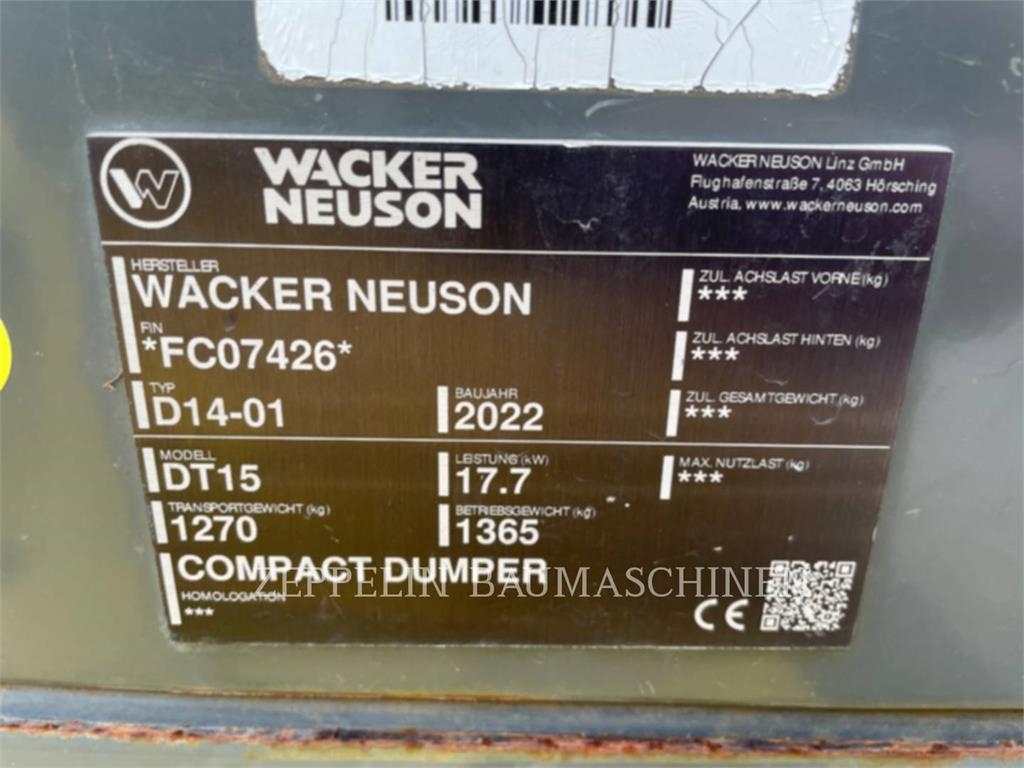 WACKER
NEUSON
WACKER NEUSON Linz GmbH
Flughafenstraße 7, 4063 Hörsching
Austria, www.wackerneuson.com
HERSTELLER
WACKER NEUSON
FIN
*FC07426*
TYP
D14-01
BAUJAHR
2022
MODELL
DT15
LEISTUNG (kW)
17.7
TRANSPORTGEWICHT (kg)
1270
BETRIEBSGEWICHT (kg)
1365
COMPACT DUMPER
HOMOLOGATION
***
ZUL. ACHSLAST VORNE (kg)
***
ZUL. ACHSLAST HINTEN (kg)
***
ZUL. GESAMTGEWICHT (kg)
***
MAX. NUTZLAST (kg)
***
CE
ZEPPELIN BAUMASCHINEN